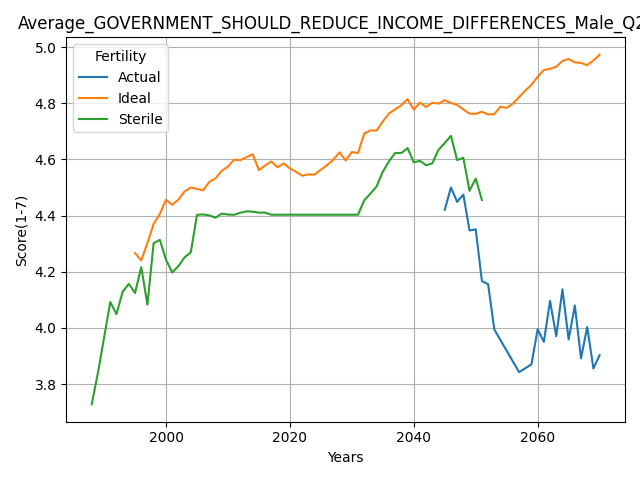 Average_GOVERNMENT_SHOULD_REDUCE_INCOME_DIFFERENCES_Male_Q2
Fertility
Actual
Ideal
Sterile
Score(1-7)
5.0
4.8
4.6
4.4
4.2
4.0
3.8
2000 2020 2040 2060
Years